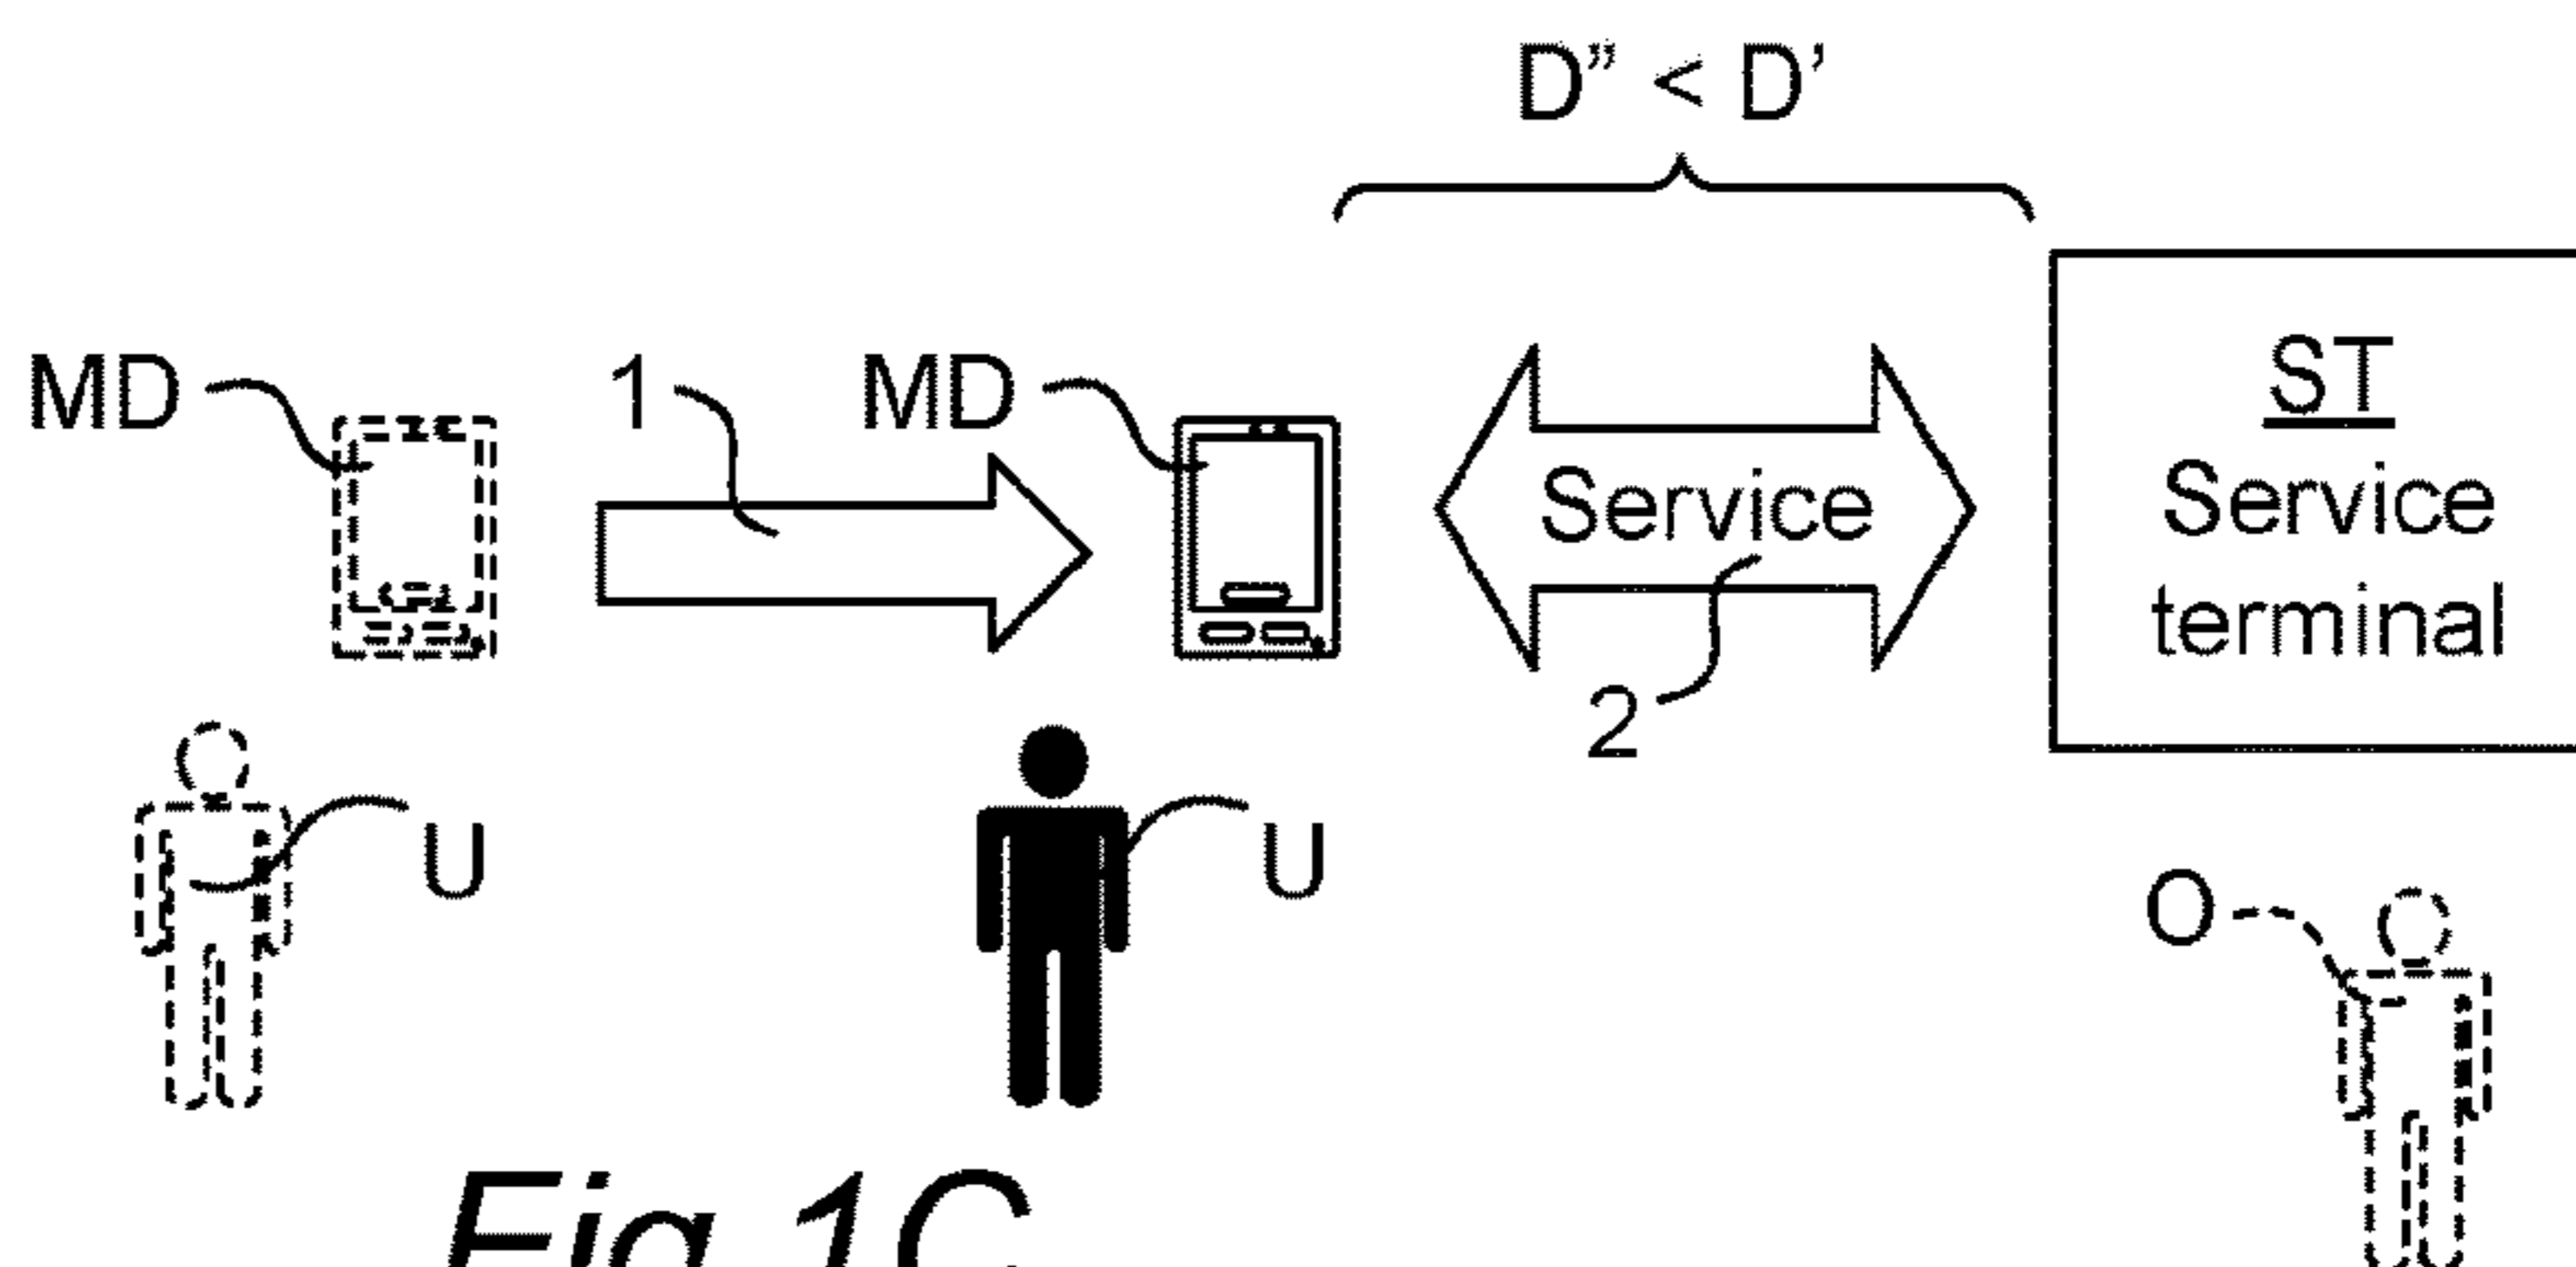 D” < D’
MD
1
MD
Service
2
ST
Service
terminal
U
U
O
Fig 1C